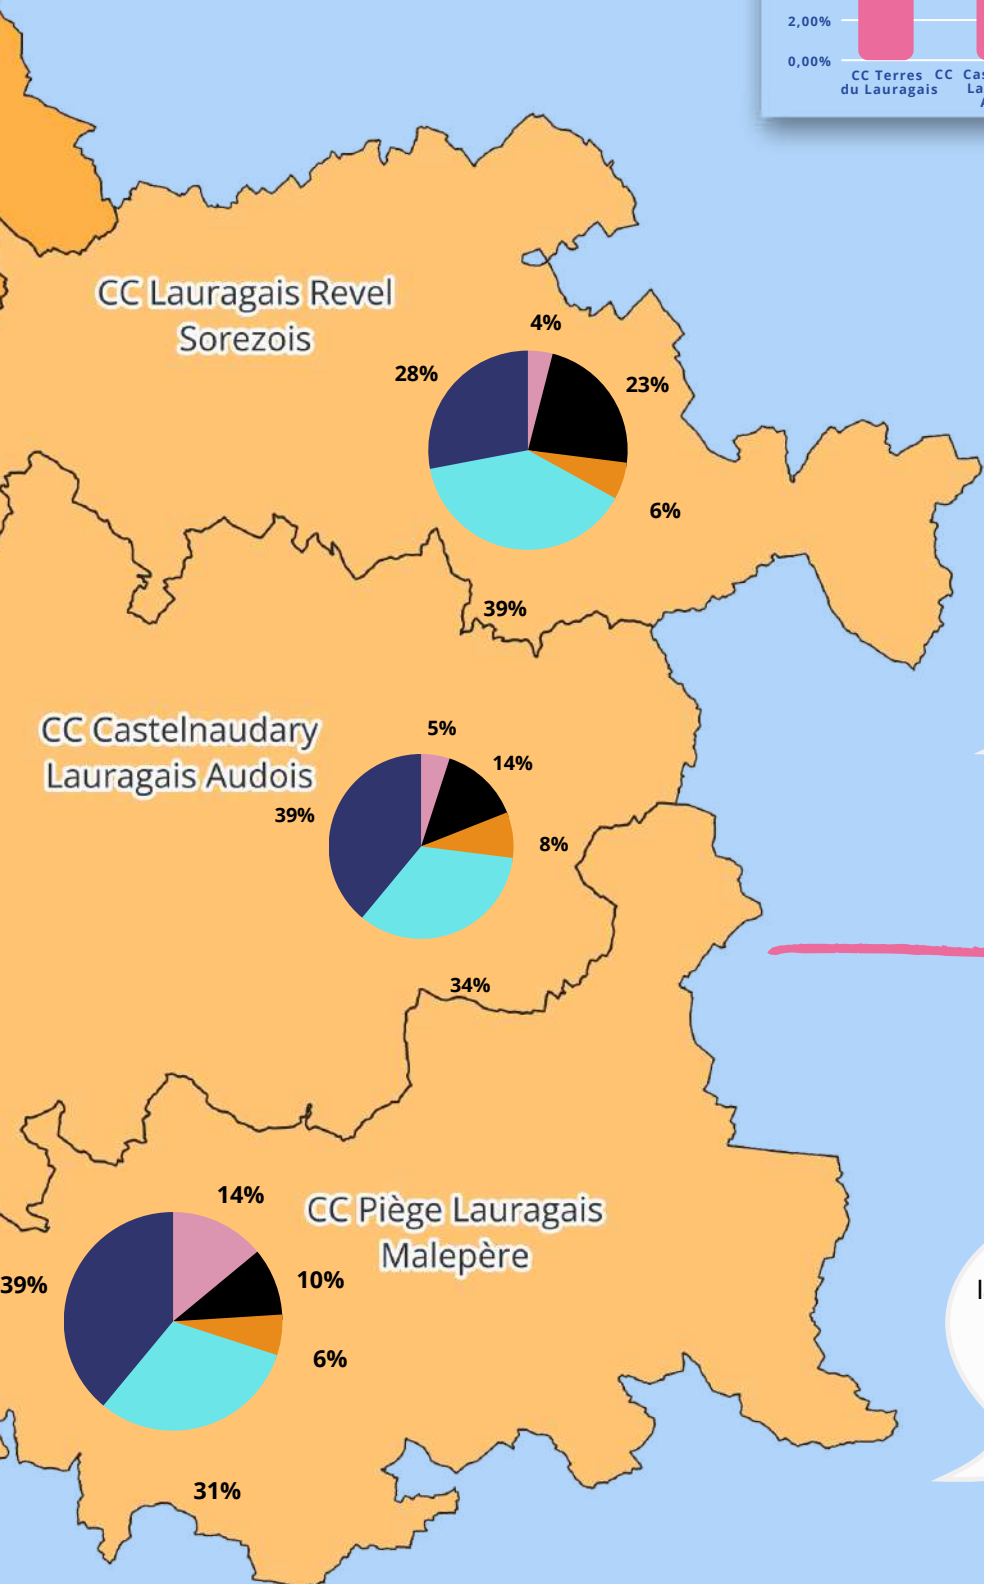 2,00%
0,00%
CC Terres
du Lauragais
CC
CC Lauragais Revel
Sorezois
4%
28%
23%
6%
39%
CC Castelnaudary
Lauragais Audois
5%
14%
39%
8%
34%
14%
CC Piège Lauragais
Malepère
39%
10%
6%
31%